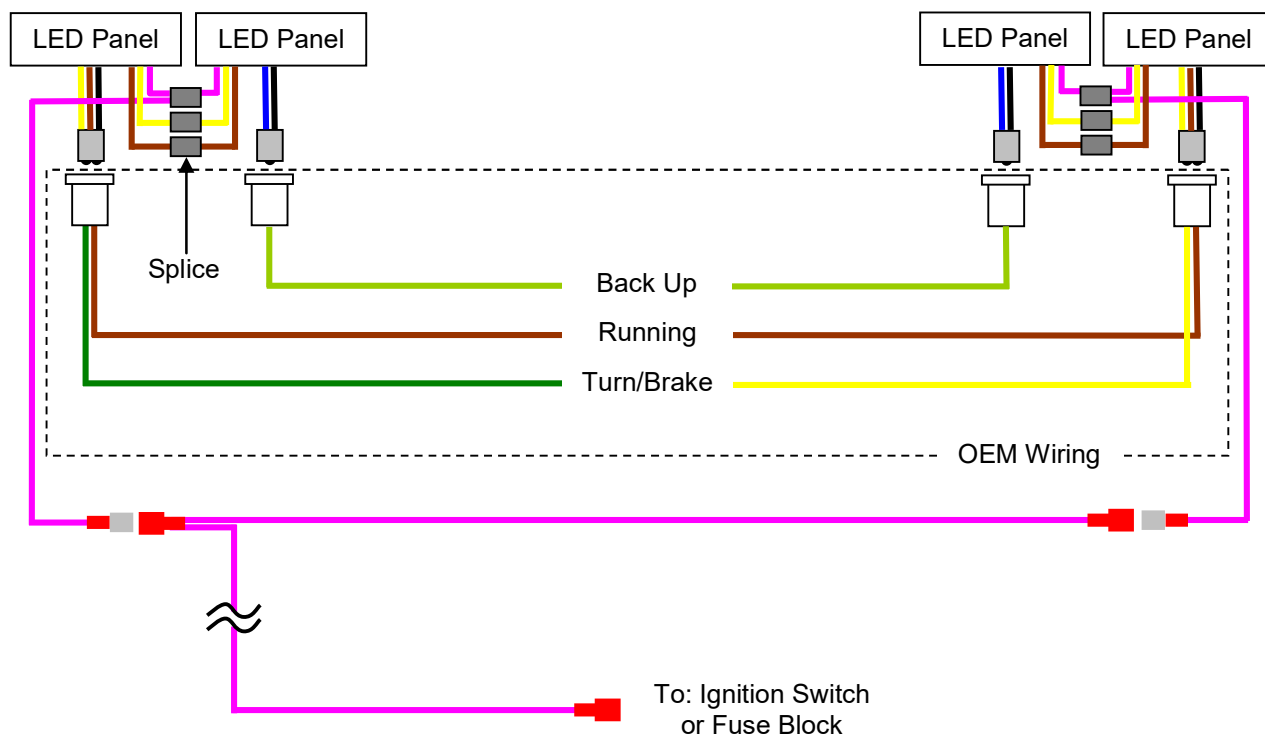 LED Panel
LED Panel
LED Panel
LED Panel
Splice
Back Up
Running
Turn/Brake
OEM Wiring
To: Ignition Switch
or Fuse Block